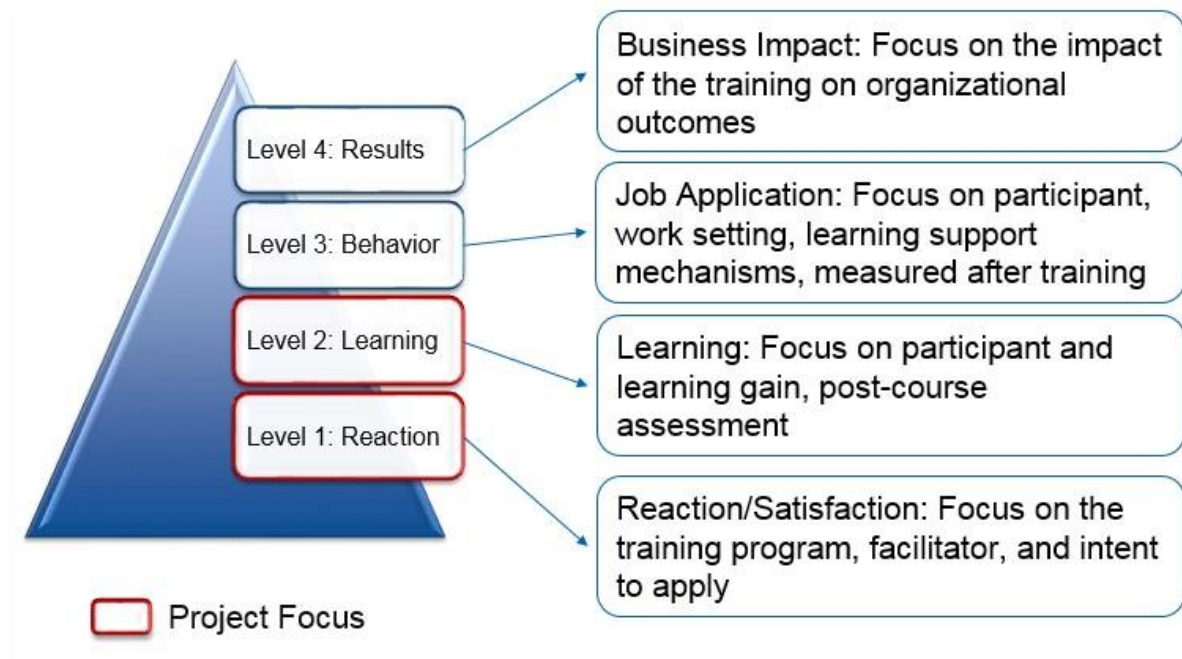 Level 4: Results
Business Impact: Focus on the impact
of the training on organizational
outcomes
Level 3: Behavior
Job Application: Focus on participant,
work setting, learning support
mechanisms, measured after training
Level 2: Learning
Learning: Focus on participant and
learning gain, post-course
assessment
Level 1: Reaction
Reaction/Satisfaction: Focus on the
training program, facilitator, and intent
to apply
Project Focus